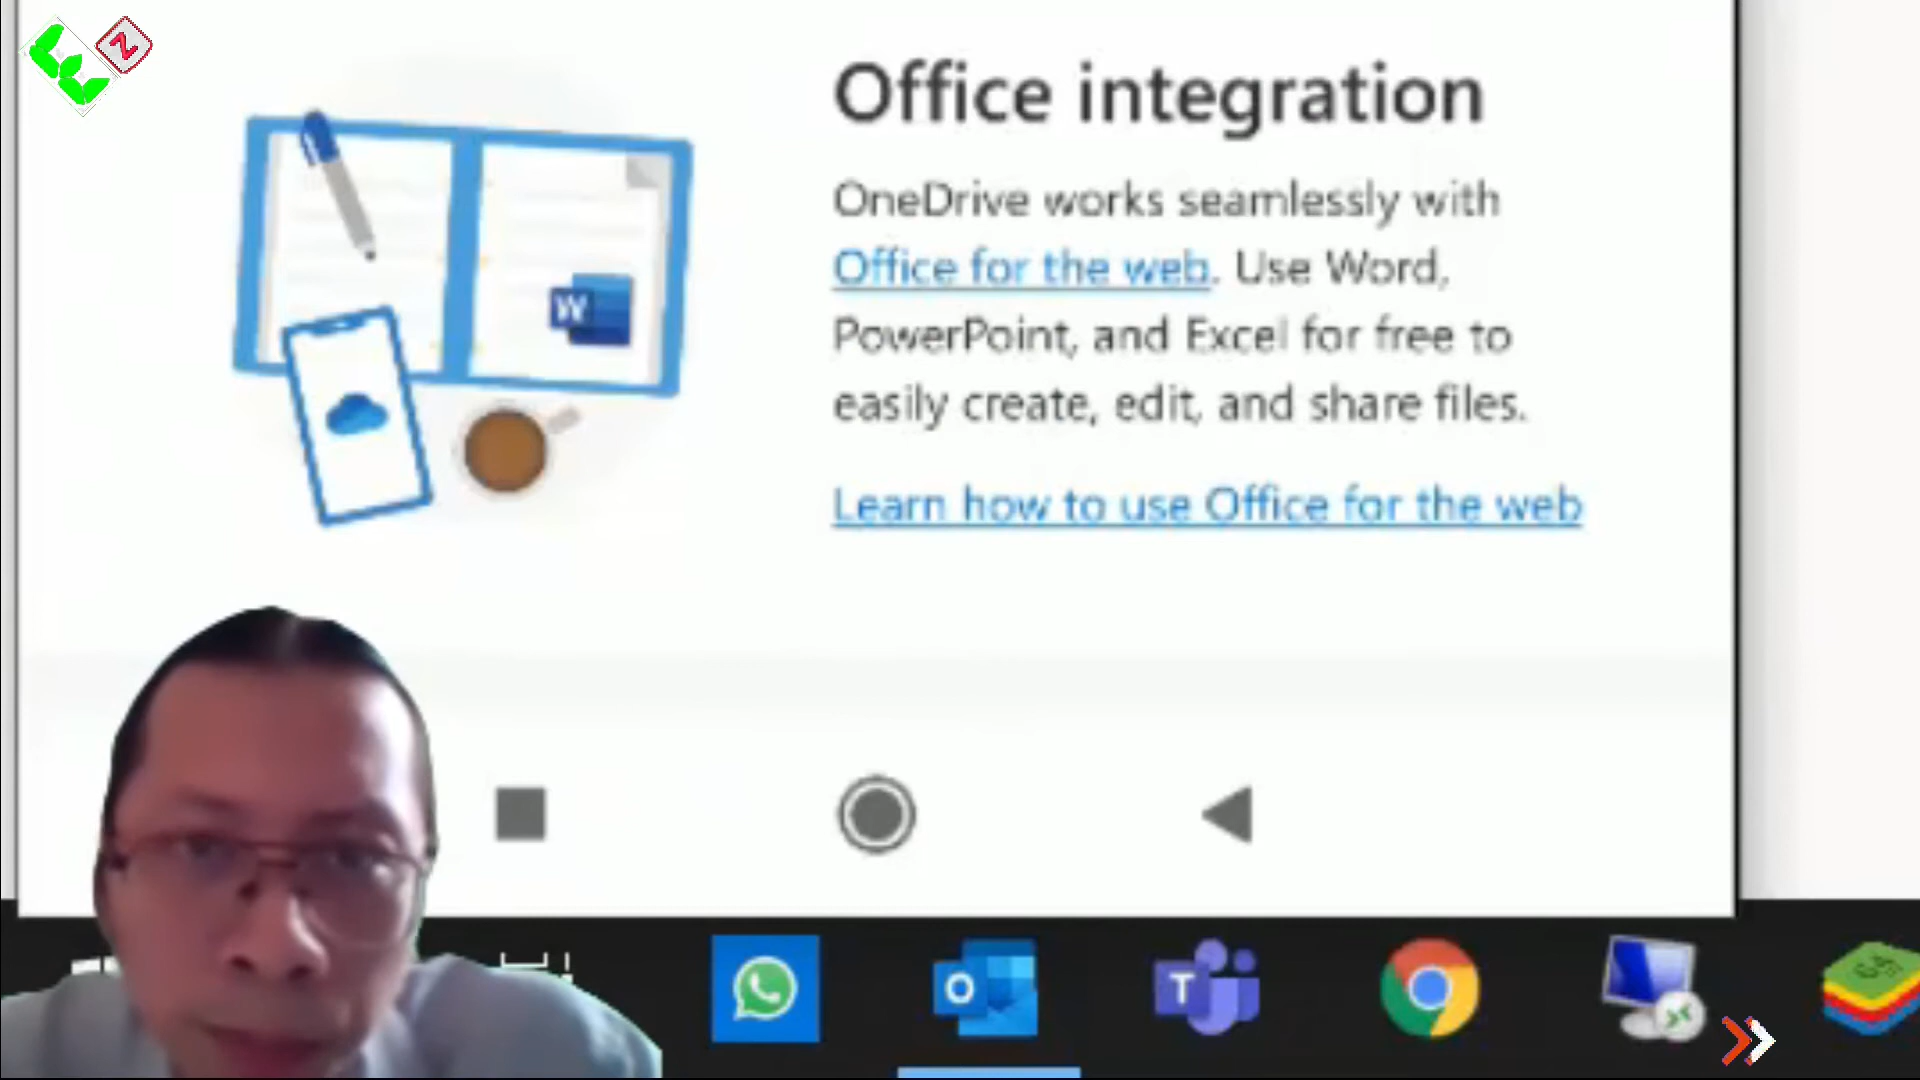 Z
Office integration
OneDrive works seamlessly with
Office for the web. Use Word,
PowerPoint, and Excel for free to
easily create, edit, and share files.
W
Learn how to use Office for the web
O
T
64